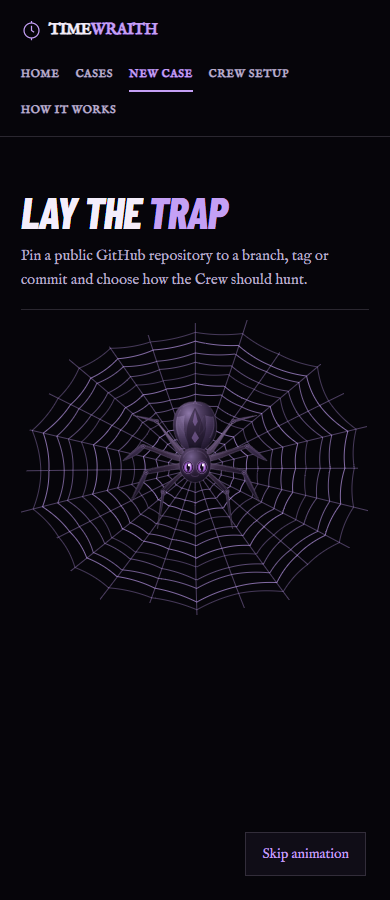 TIMEWRAITH
HOME CASES NEW CASE CREW SETUP
HOW IT WORKS
LAY THE TRAP
Pin a public GitHub repository to a branch, tag or
commit and choose how the Crew should hunt.
Skip animation